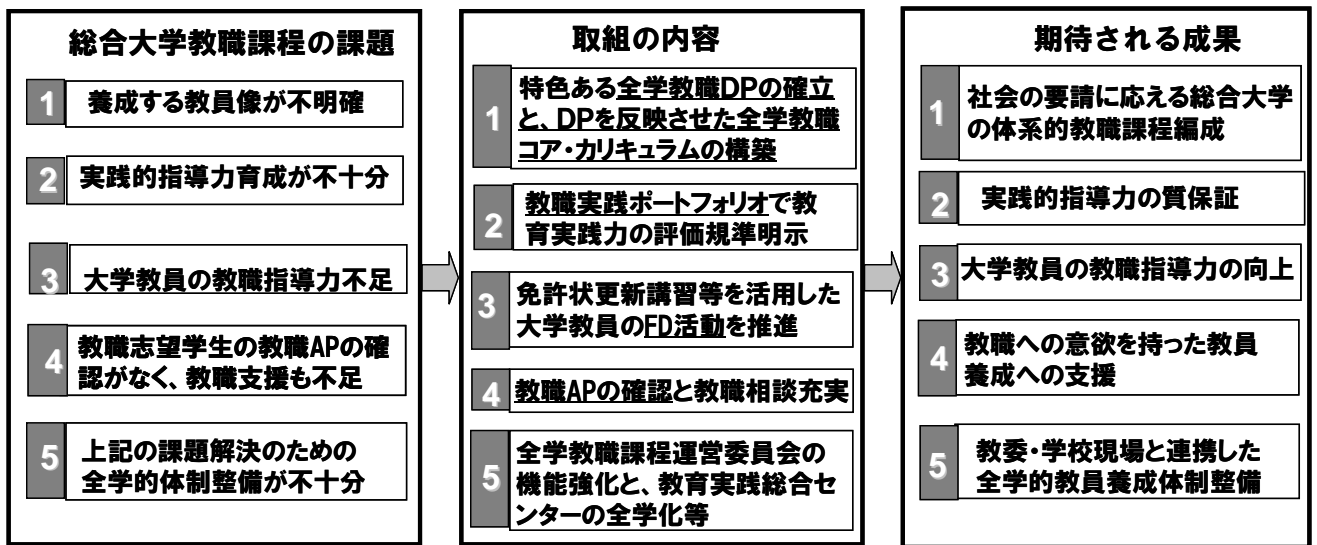 総合大学教職課程の課題
1
養成する教員像が不明確
2
実践的指導力育成が不十分
3
大学教員の教職指導力不足
4
教職志望学生の教職APの確
認がなく、教職支援も不足
5
上記の課題解決のための
全学的体制整備が不十分
取組の内容
1
特色ある全学教職DPの確立
と、DPを反映させた全学教職
コア・カリキュラムの構築
2
教職実践ポートフォリオで教
育実践力の評価規準明示
3
免許状更新講習等を活用した
大学教員のFD活動を推進
4
教職APの確認と教職相談充実
5
全学教職課程運営委員会の
機能強化と、教育実践総合セ
ンターの全学化等
期待される成果
1
社会の要請に応える総合大学
の体系的教職課程編成
2
実践的指導力の質保証
3
大学教員の教職指導力の向上
4
教職への意欲を持った教員
養成への支援
5
教委・学校現場と連携した
全学的教員養成体制整備